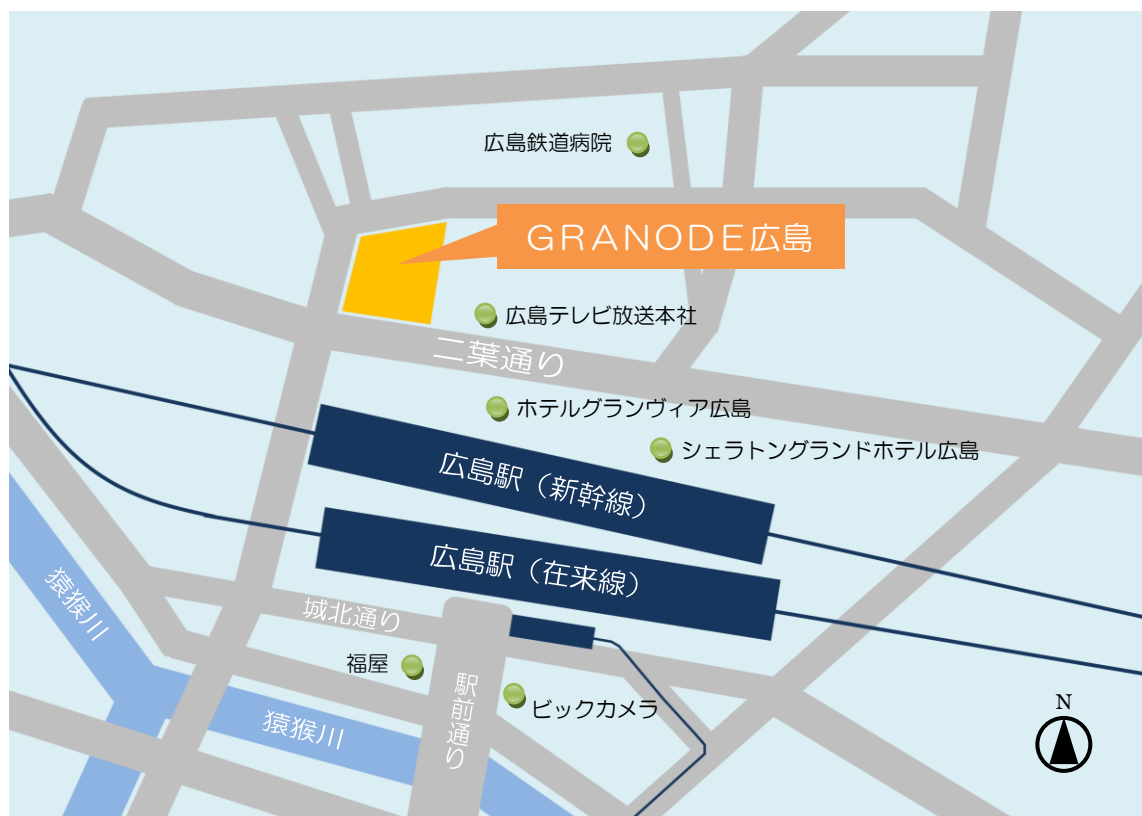 広島鉄道病院
GRANODE広島
広島テレビ放送本社
二葉通り
ホテルグランヴィア広島
シェラトングランドホテル広島
広島駅（新幹線）
広島駅（在来線）
猿猴川
城北通り
福屋
駅前通り
ビックカメラ
猿猴川
N